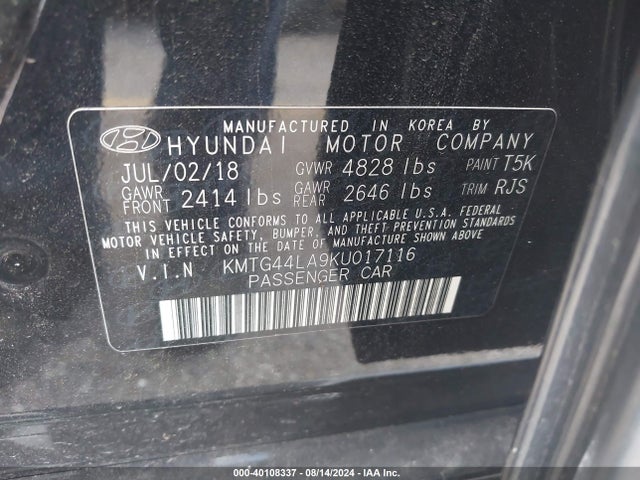 MANUFACTURED IN KOREA BY
HYUNDAI MOTOR COMPANY
JUL/02/18 GVWR 4828 lbs PAINT T5K
GAWR FRONT 2414 lbs GAWR REAR 2646 lbs TRIM RJS
THIS VEHICLE CONFORMS TO ALL APPLICABLE U.S.A. FEDERAL
MOTOR VEHICLE SAFETY, BUMPER, AND THEFT PREVENTION STANDARDS
IN EFFECT ON THE DATE OF MANUFACTURE SHOWN ABOVE.
V.I.N KMTG44LA9KU017116
PASSENGER CAR
000-40108337 - 08/14/2024 - IAA Inc.